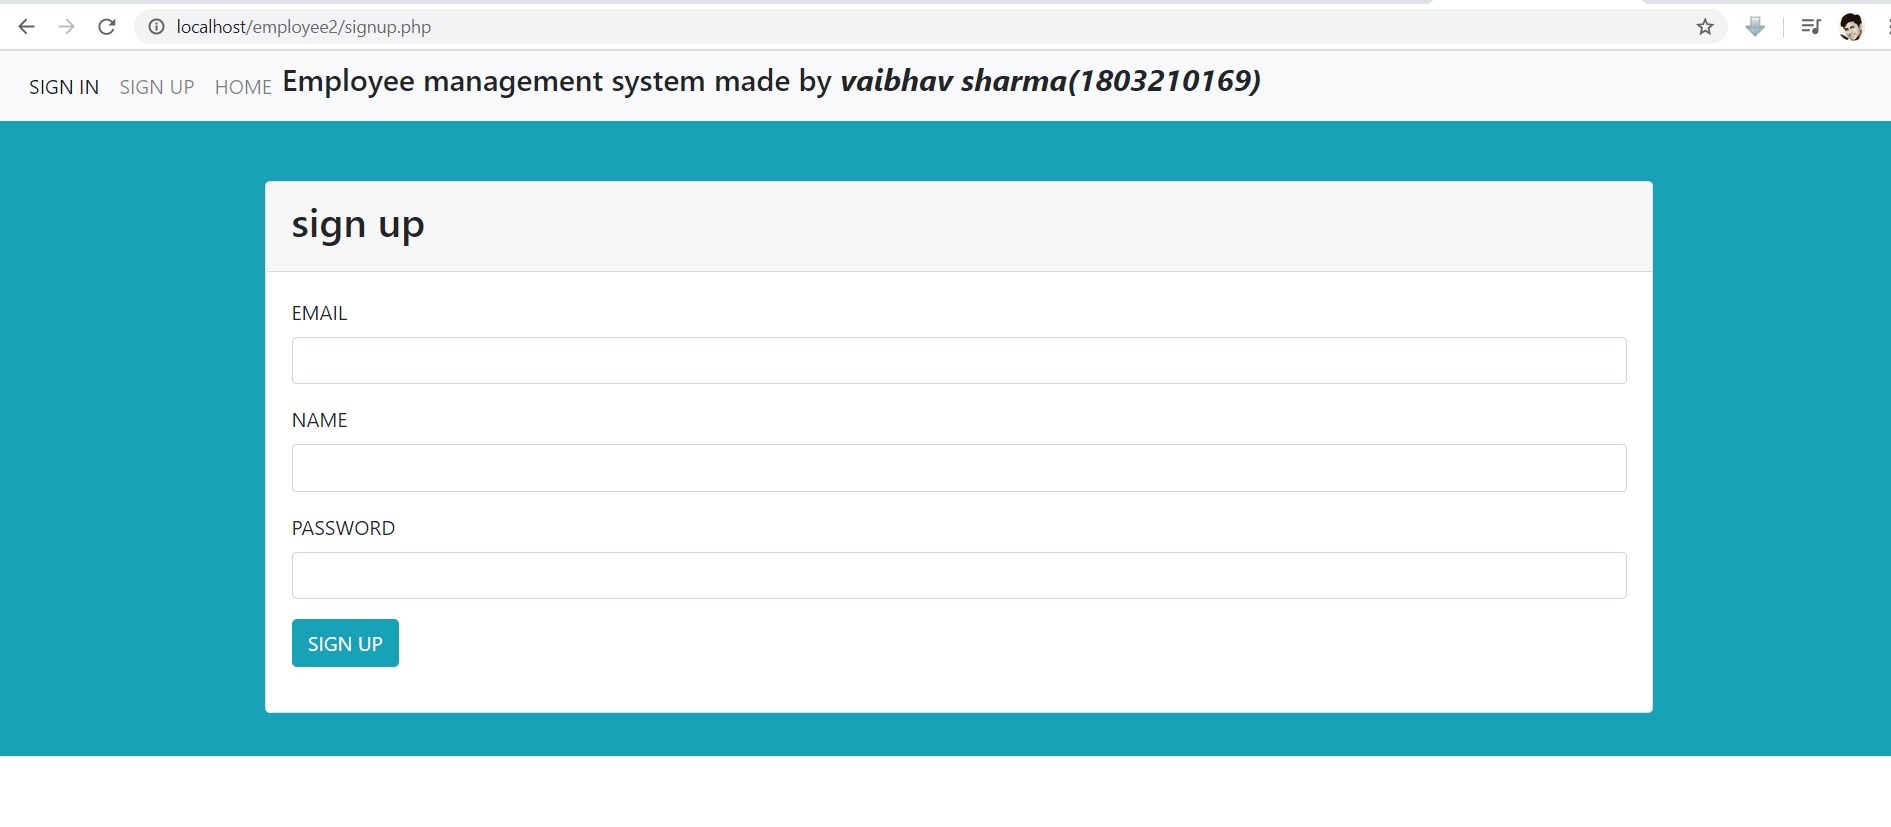 localhost/employee2/signup.php
SIGN IN SIGN UP HOME Employee management system made by vaibhav sharma(1803210169)
sign up
EMAIL
NAME
PASSWORD
SIGN UP